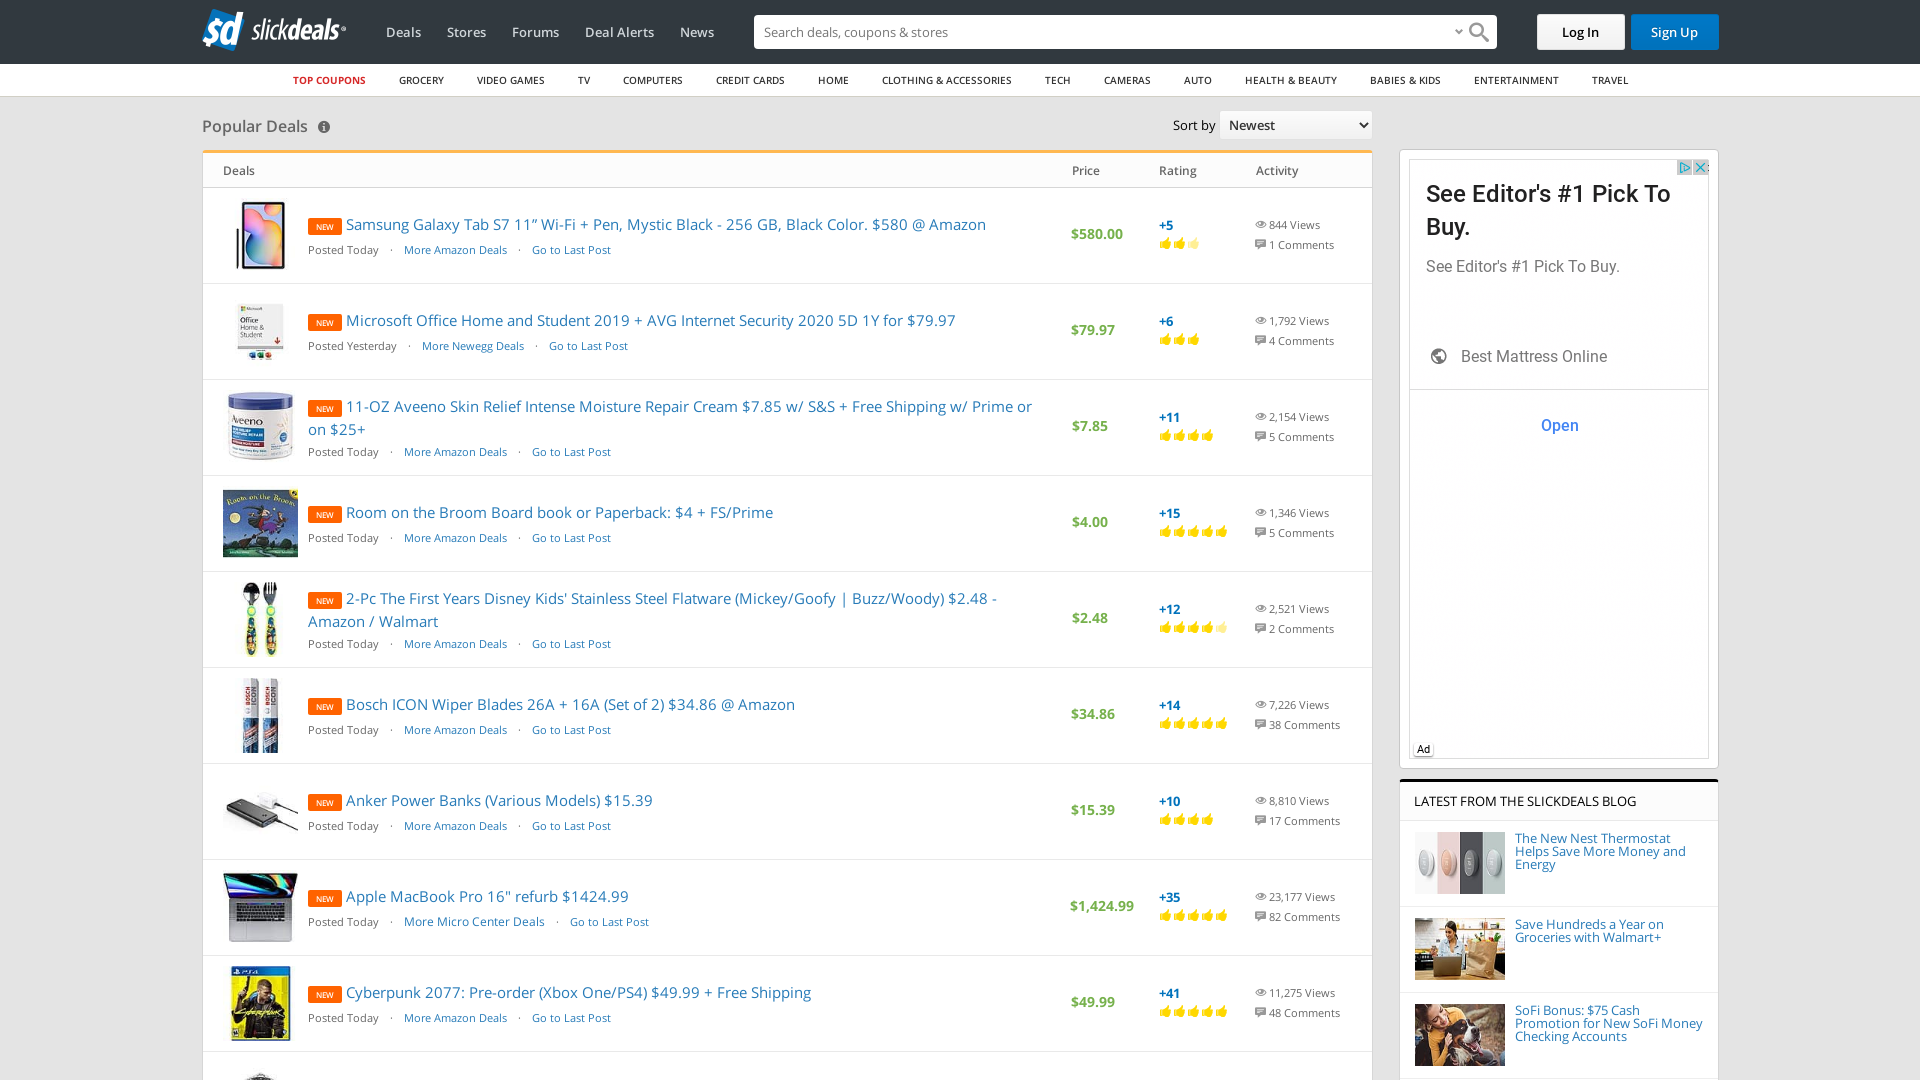 sd slickdeals
Deals
Stores
Forums
Deal Alerts
News
Search deals, coupons & stores
Log In
Sign Up
TOP COUPONS
GROCERY
VIDEO GAMES
TV
COMPUTERS
CREDIT CARDS
HOME
CLOTHING & ACCESSORIES
TECH
CAMERAS
AUTO
HEALTH & BEAUTY
BABIES & KIDS
ENTERTAINMENT
TRAVEL
Popular Deals
Sort by
Newest
Deals
Price
Rating
Activity
NEW Samsung Galaxy Tab S7 11” Wi-Fi + Pen, Mystic Black - 256 GB, Black Color. $580 @ Amazon
Posted Today · More Amazon Deals · Go to Last Post
$580.00
+5
844 Views
1 Comments
Microsoft
Office
Home &
Student
NEW Microsoft Office Home and Student 2019 + AVG Internet Security 2020 5D 1Y for $79.97
Posted Yesterday · More Newegg Deals · Go to Last Post
$79.97
+6
1,792 Views
4 Comments
Aveeno
NEW 11-OZ Aveeno Skin Relief Intense Moisture Repair Cream $7.85 w/ S&S + Free Shipping w/ Prime or
on $25+
Posted Today · More Amazon Deals · Go to Last Post
$7.85
+11
2,154 Views
5 Comments
Room on the Broom
NEW Room on the Broom Board book or Paperback: $4 + FS/Prime
Posted Today · More Amazon Deals · Go to Last Post
$4.00
+15
1,346 Views
5 Comments
NEW 2-Pc The First Years Disney Kids' Stainless Steel Flatware (Mickey/Goofy | Buzz/Woody) $2.48 -
Amazon / Walmart
Posted Today · More Amazon Deals · Go to Last Post
$2.48
+12
2,521 Views
2 Comments
BOSCH
ICON
BOSCH
ICON
NEW Bosch ICON Wiper Blades 26A + 16A (Set of 2) $34.86 @ Amazon
Posted Today · More Amazon Deals · Go to Last Post
$34.86
+14
7,226 Views
38 Comments
NEW Anker Power Banks (Various Models) $15.39
Posted Today · More Amazon Deals · Go to Last Post
$15.39
+10
8,810 Views
17 Comments
NEW Apple MacBook Pro 16" refurb $1424.99
Posted Today · More Micro Center Deals · Go to Last Post
$1,424.99
+35
23,177 Views
82 Comments
PS4
NEW Cyberpunk 2077: Pre-order (Xbox One/PS4) $49.99 + Free Shipping
Posted Today · More Amazon Deals · Go to Last Post
$49.99
+41
11,275 Views
48 Comments
See Editor's #1 Pick To
Buy.
See Editor's #1 Pick To Buy.
Best Mattress Online
Open
Ad
LATEST FROM THE SLICKDEALS BLOG
The New Nest Thermostat
Helps Save More Money and
Energy
Save Hundreds a Year on
Groceries with Walmart+
SoFi Bonus: $75 Cash
Promotion for New SoFi Money
Checking Accounts